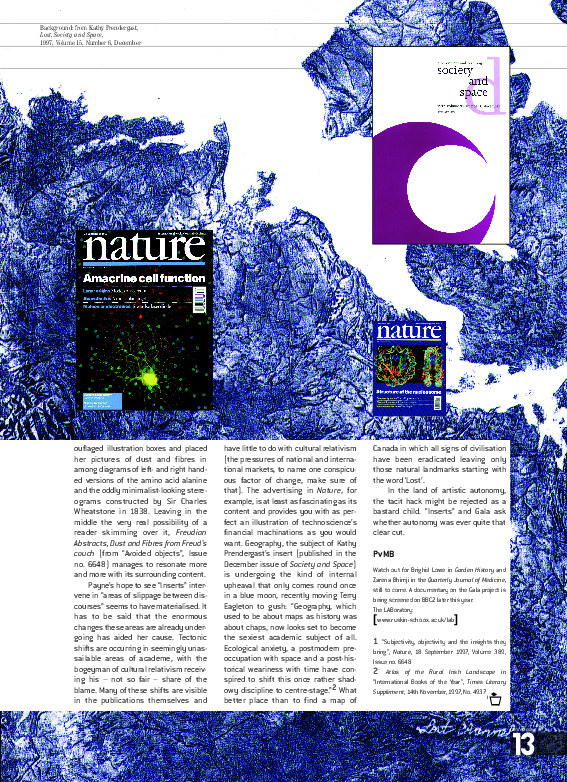 Background: from Kathy Prendergast,
Lost, Society and Space,
1997, Volume 15, Number 6, December
society
and
space
d
nature
Amacrine cell function
nature
Structure of the nucleosome
ouflaged illustration boxes and placed
her pictures of dust and fibres in
among diagrams of left- and right hand-
ed versions of the amino acid alanine
and the oddly minimalist-looking stere-
ograms constructed by Sir Charles
Wheatstone in 1838. Leaving in the
middle the very real possibility of a
reader skimming over it, Freudian
Abstracts, Dust and Fibres from Freud's
couch (from "Avoided objects", Issue
no. 6648) manages to resonate more
and more with its surrounding content.
Payne's hope to see "Inserts" inter-
vene in "areas of slippage between dis-
courses" seems to have materialised. It
has to be said that the enormous
changes these areas are already under-
going has aided her cause. Tectonic
shifts are occurring in seemingly unas-
sailable areas of academe, with the
bogeyman of cultural relativism receiv-
ing his – not so fair – share of the
blame. Many of these shifts are visible
in the publications themselves and
have little to do with cultural relativism
(the pressures of national and interna-
tional markets, to name one conspicu-
ous factor of change, make sure of
that). The advertising in Nature, for
example, is at least as fascinating as its
content and provides you with as per-
fect an illustration of technoscience's
financial machinations as you would
want. Geography, the subject of Kathy
Prendergast's insert (published in the
December issue of Society and Space)
is undergoing the kind of internal
upheaval that only comes round once
in a blue moon, recently moving Terry
Eagleton to gush: "Geography, which
used to be about maps as history was
about chaps, now looks set to become
the sexiest academic subject of all.
Ecological anxiety, a postmodern pre-
occupation with space and a post-his-
torical weariness with time have con-
spired to shift this once rather shad-
owy discipline to centre-stage."2 What
better place than to find a map of
Canada in which all signs of civilisation
have been eradicated leaving only
those natural landmarks starting with
the word 'Lost'.
In the land of artistic autonomy,
the tacit hack might be rejected as a
bastard child. "Inserts" and Gala ask
whether autonomy was ever quite that
clear cut.
PvMB
Watch out for Brighid Lowe in Garden History and
Zarina Bhimji in the Quarterly Journal of Medicine,
still to come. A documentary on the Gala project is
being screened on BBC2 later this year.
The LABoratory:
[www.ruskin-sch.ox.ac.uk/lab]
1 "Subjectivity, objectivity and the insights they
bring", Nature, 18 September 1997, Volume 389,
Issue no. 6648
2 Atlas of the Rural Irish Landscape in
"International Books of the Year", Times Literary
Supplement, 14th November, 1997, No. 4937
Lost Channel
13